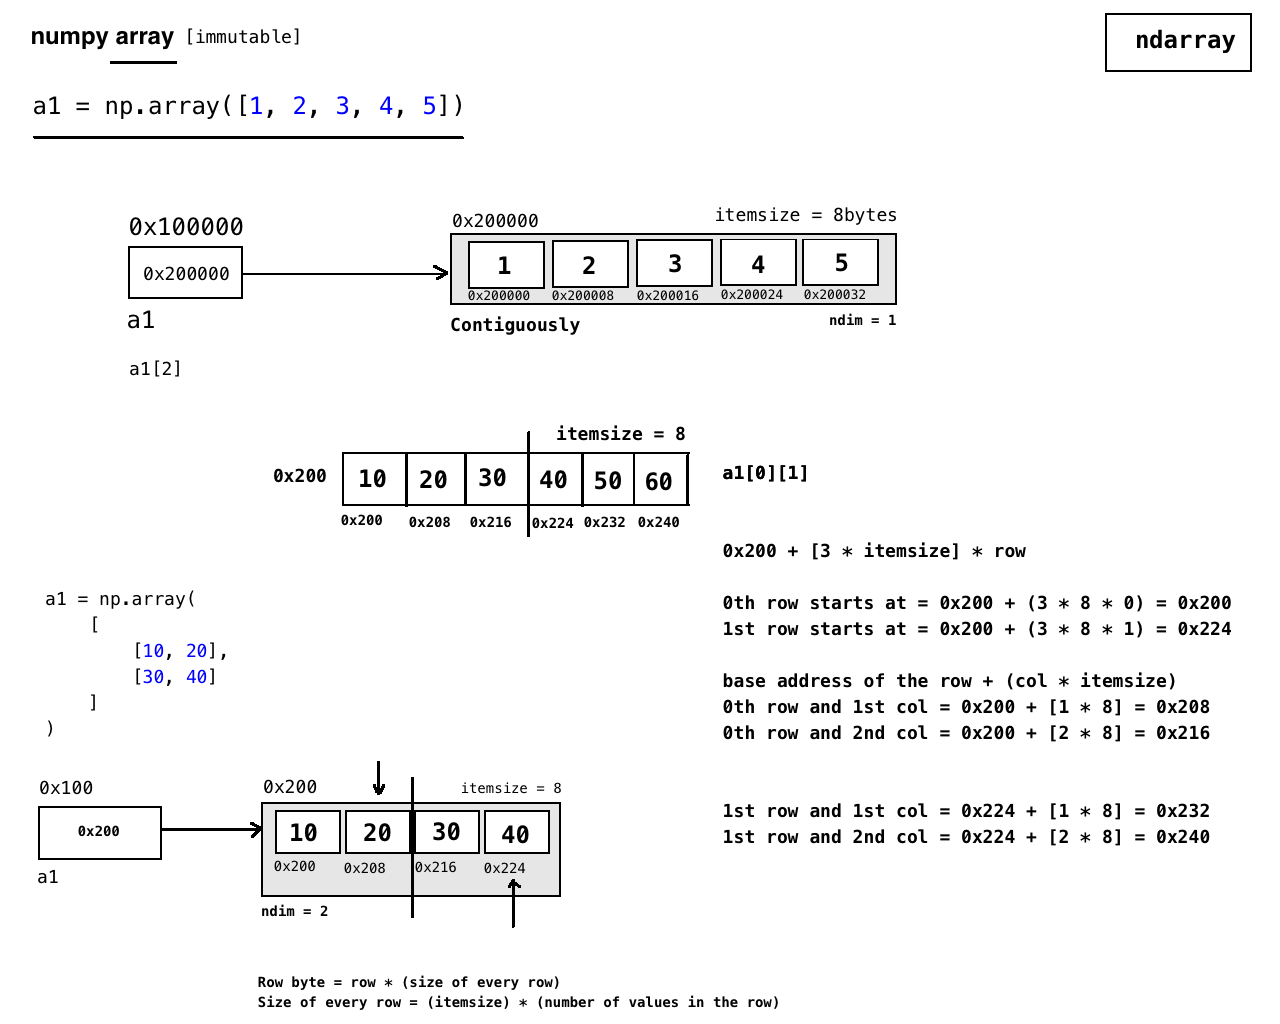 numpy array [immutable]
ndarray
a1 = np.array([1, 2, 3, 4, 5])
0x100000
0x200000
a1
0x200000
itemsize = 8bytes
1 2 3 4 5
0x200000 0x200008 0x200016 0x200024 0x200032
Contiguously
ndim = 1
a1[2]
itemsize = 8
0x200
10 20 30 40 50 60
0x200 0x208 0x216 0x224 0x232 0x240
a1[0][1]
0x200 + [3 * itemsize] * row
0th row starts at = 0x200 + (3 * 8 * 0) = 0x200
1st row starts at = 0x200 + (3 * 8 * 1) = 0x224
base address of the row + (col * itemsize)
0th row and 1st col = 0x200 + [1 * 8] = 0x208
0th row and 2nd col = 0x200 + [2 * 8] = 0x216
1st row and 1st col = 0x224 + [1 * 8] = 0x232
1st row and 2nd col = 0x224 + [2 * 8] = 0x240
a1 = np.array(
[
[10, 20],
[30, 40]
]
)
0x100
0x200
a1
0x200
itemsize = 8
10 20 30 40
0x200 0x208 0x216 0x224
ndim = 2
Row byte = row * (size of every row)
Size of every row = (itemsize) * (number of values in the row)